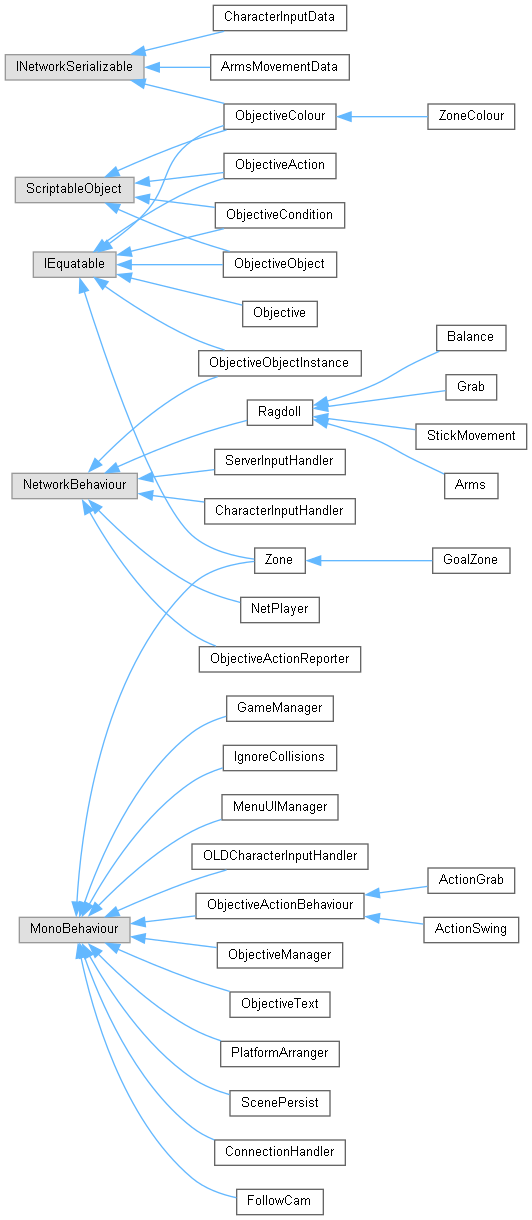 CharacterInputData
INetworkSerializable
ArmsMovementData
ObjectiveColour
ZoneColour
ObjectiveAction
ScriptableObject
ObjectiveCondition
IEquatable
ObjectiveObject
Objective
Balance
ObjectiveObjectInstance
Grab
Ragdoll
StickMovement
ServerInputHandler
NetworkBehaviour
Arms
CharacterInputHandler
Zone
GoalZone
NetPlayer
ObjectiveActionReporter
GameManager
IgnoreCollisions
MenuUIManager
OLDCharacterInputHandler
ActionGrab
ObjectiveActionBehaviour
MonoBehaviour
ActionSwing
ObjectiveManager
ObjectiveText
PlatformArranger
ScenePersist
ConnectionHandler
FollowCam